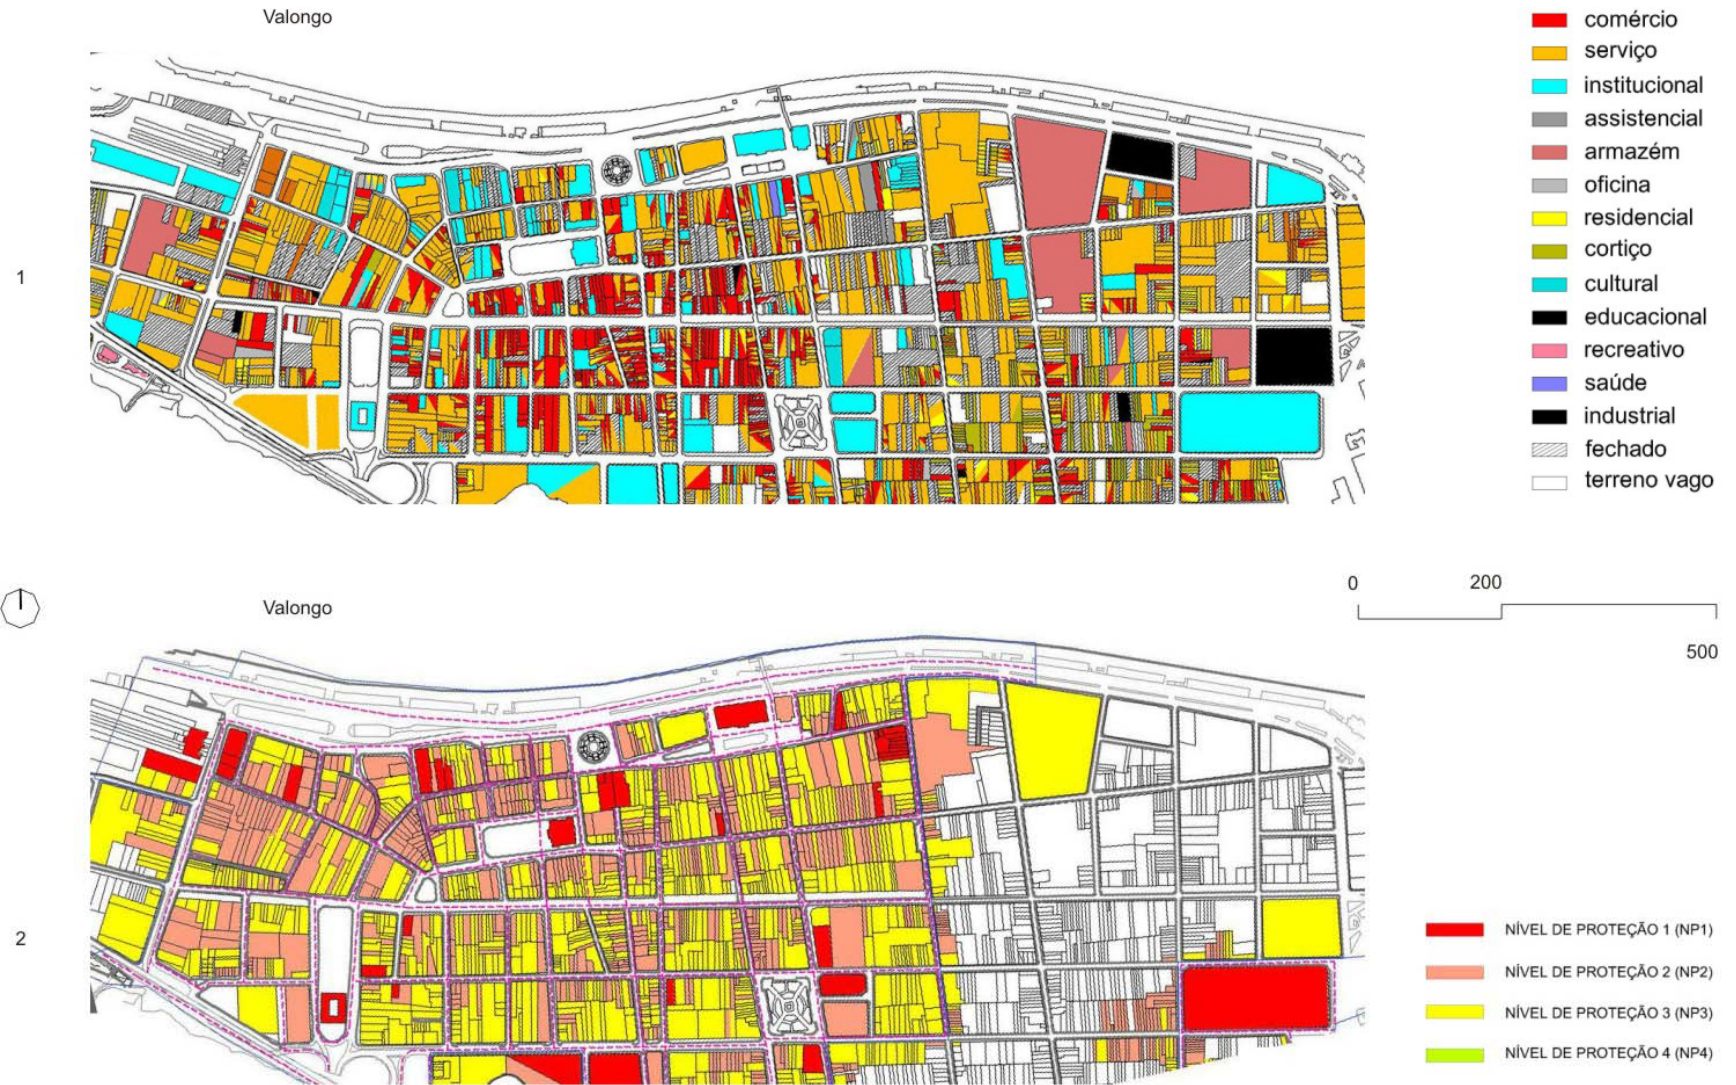 Valongo
comércio
serviço
institucional
assistencial
armazém
oficina
residencial
cortiço
cultural
educacional
recreativo
saúde
industrial
fechado
terreno vago
1
0 200
500
Valongo
2
NÍVEL DE PROTEÇÃO 1 (NP1)
NÍVEL DE PROTEÇÃO 2 (NP2)
NÍVEL DE PROTEÇÃO 3 (NP3)
NÍVEL DE PROTEÇÃO 4 (NP4)